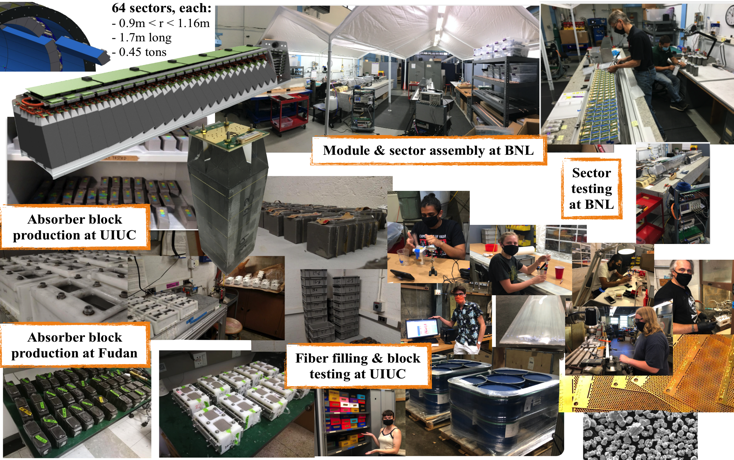 64 sectors, each:
- 0.9m < r < 1.16m
- 1.7m long
- 0.45 tons
Module & sector assembly at BNL
Sector
testing
at BNL
Absorber block
production at UIUC
Absorber block
production at Fudan
Fiber filling & block
testing at UIUC